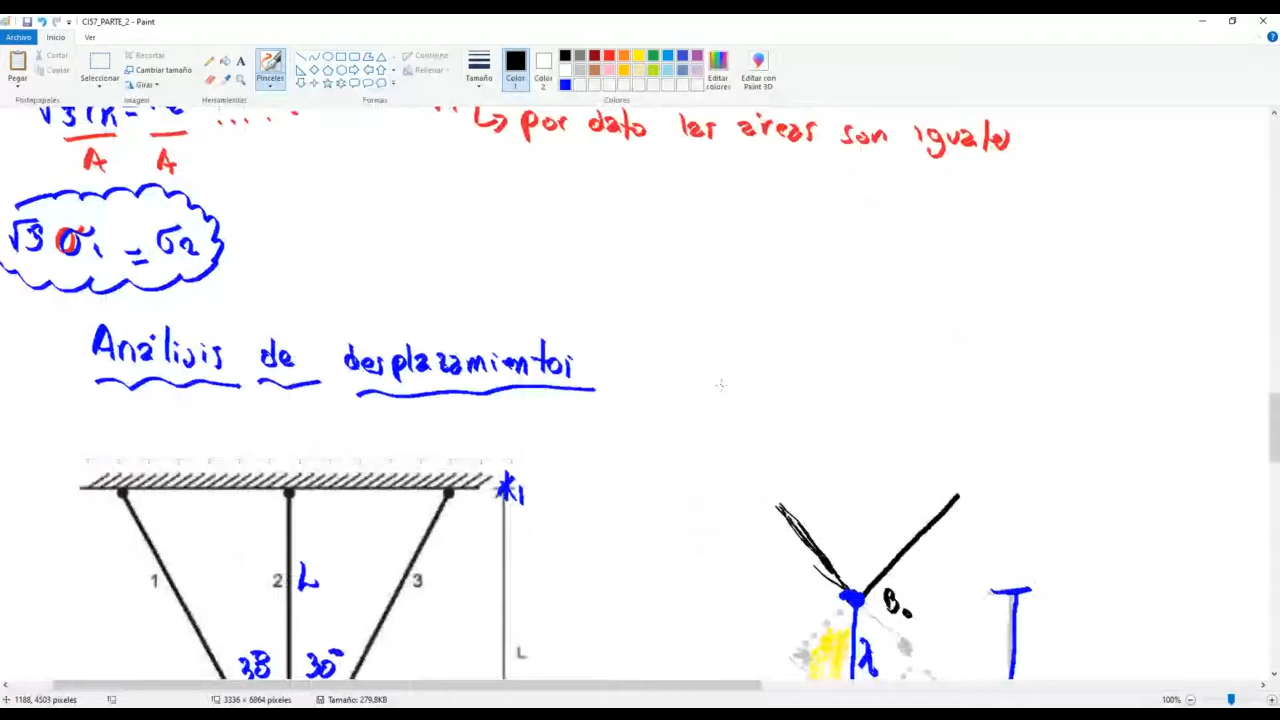 CI57_PARTE_2 - Paint
Archivo Inicio Ver
Pegar
Seleccionar
Cortar
Copiar
Recortar
Cambiar tamaño
Girar
A
Pinceles
Contorno
Rellenar
Tamaño
Color 1
Color 2
Editar colores
Editar con Paint 3D
Portapapeles
Imagen
Herramientas
Formas
Colores
A A
↳ por dato las áreas son iguales
√3 σ1 = σ2
Análisis de desplazamientos
1
2 L
3
30°
L
B0
λ
1188, 4503 píxeles
3336 × 6864 píxeles
Tamaño: 279.8KB
100%